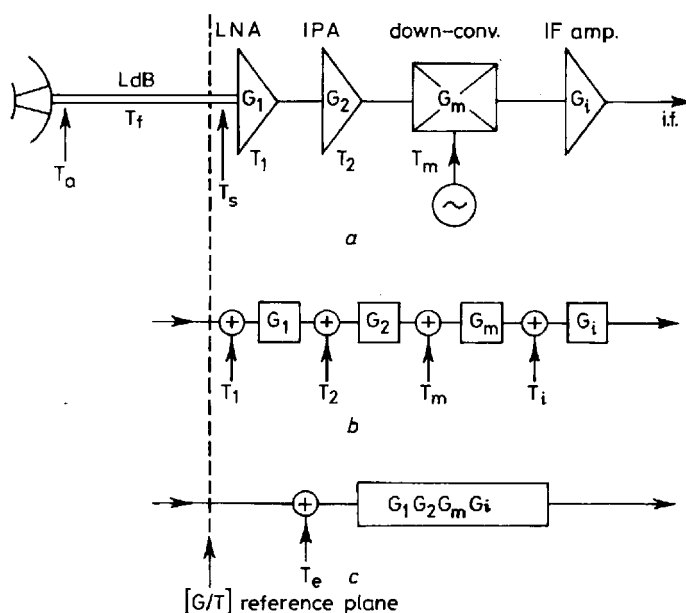 LNA IPA down-conv. IF amp.
LdB G₁ G₂ Gₘ Gᵢ
T_f T₁ T₂ Tₘ i.f.
Tₐ Tₛ
a
G₁ G₂ Gₘ Gᵢ
T₁ T₂ Tₘ Tᵢ
b
G₁G₂GₘGᵢ
Tₑ c
[G/T] reference plane